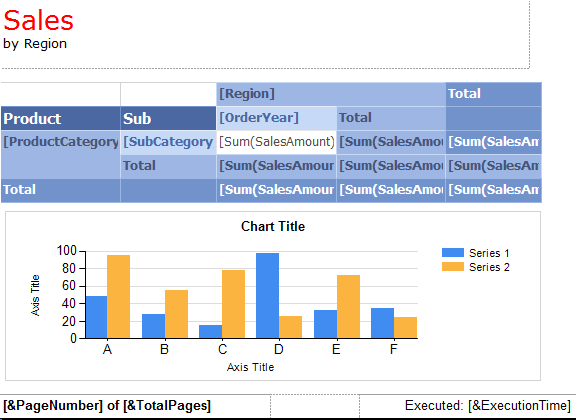 Sales
by Region
[Region] Total
Product Sub [OrderYear] Total
[ProductCategory [SubCategory [Sum(SalesAmount) [Sum(SalesAmou [Sum(SalesAm
Total [Sum(SalesAmour [Sum(SalesAmou [Sum(SalesAm
Total [Sum(SalesAmour [Sum(SalesAmou [Sum(SalesAm
Chart Title
100
80
60
40
20
0
Axis Title
A B C D E F
Axis Title
Series 1
Series 2
[&PageNumber] of [&TotalPages] Executed: [&ExecutionTime]